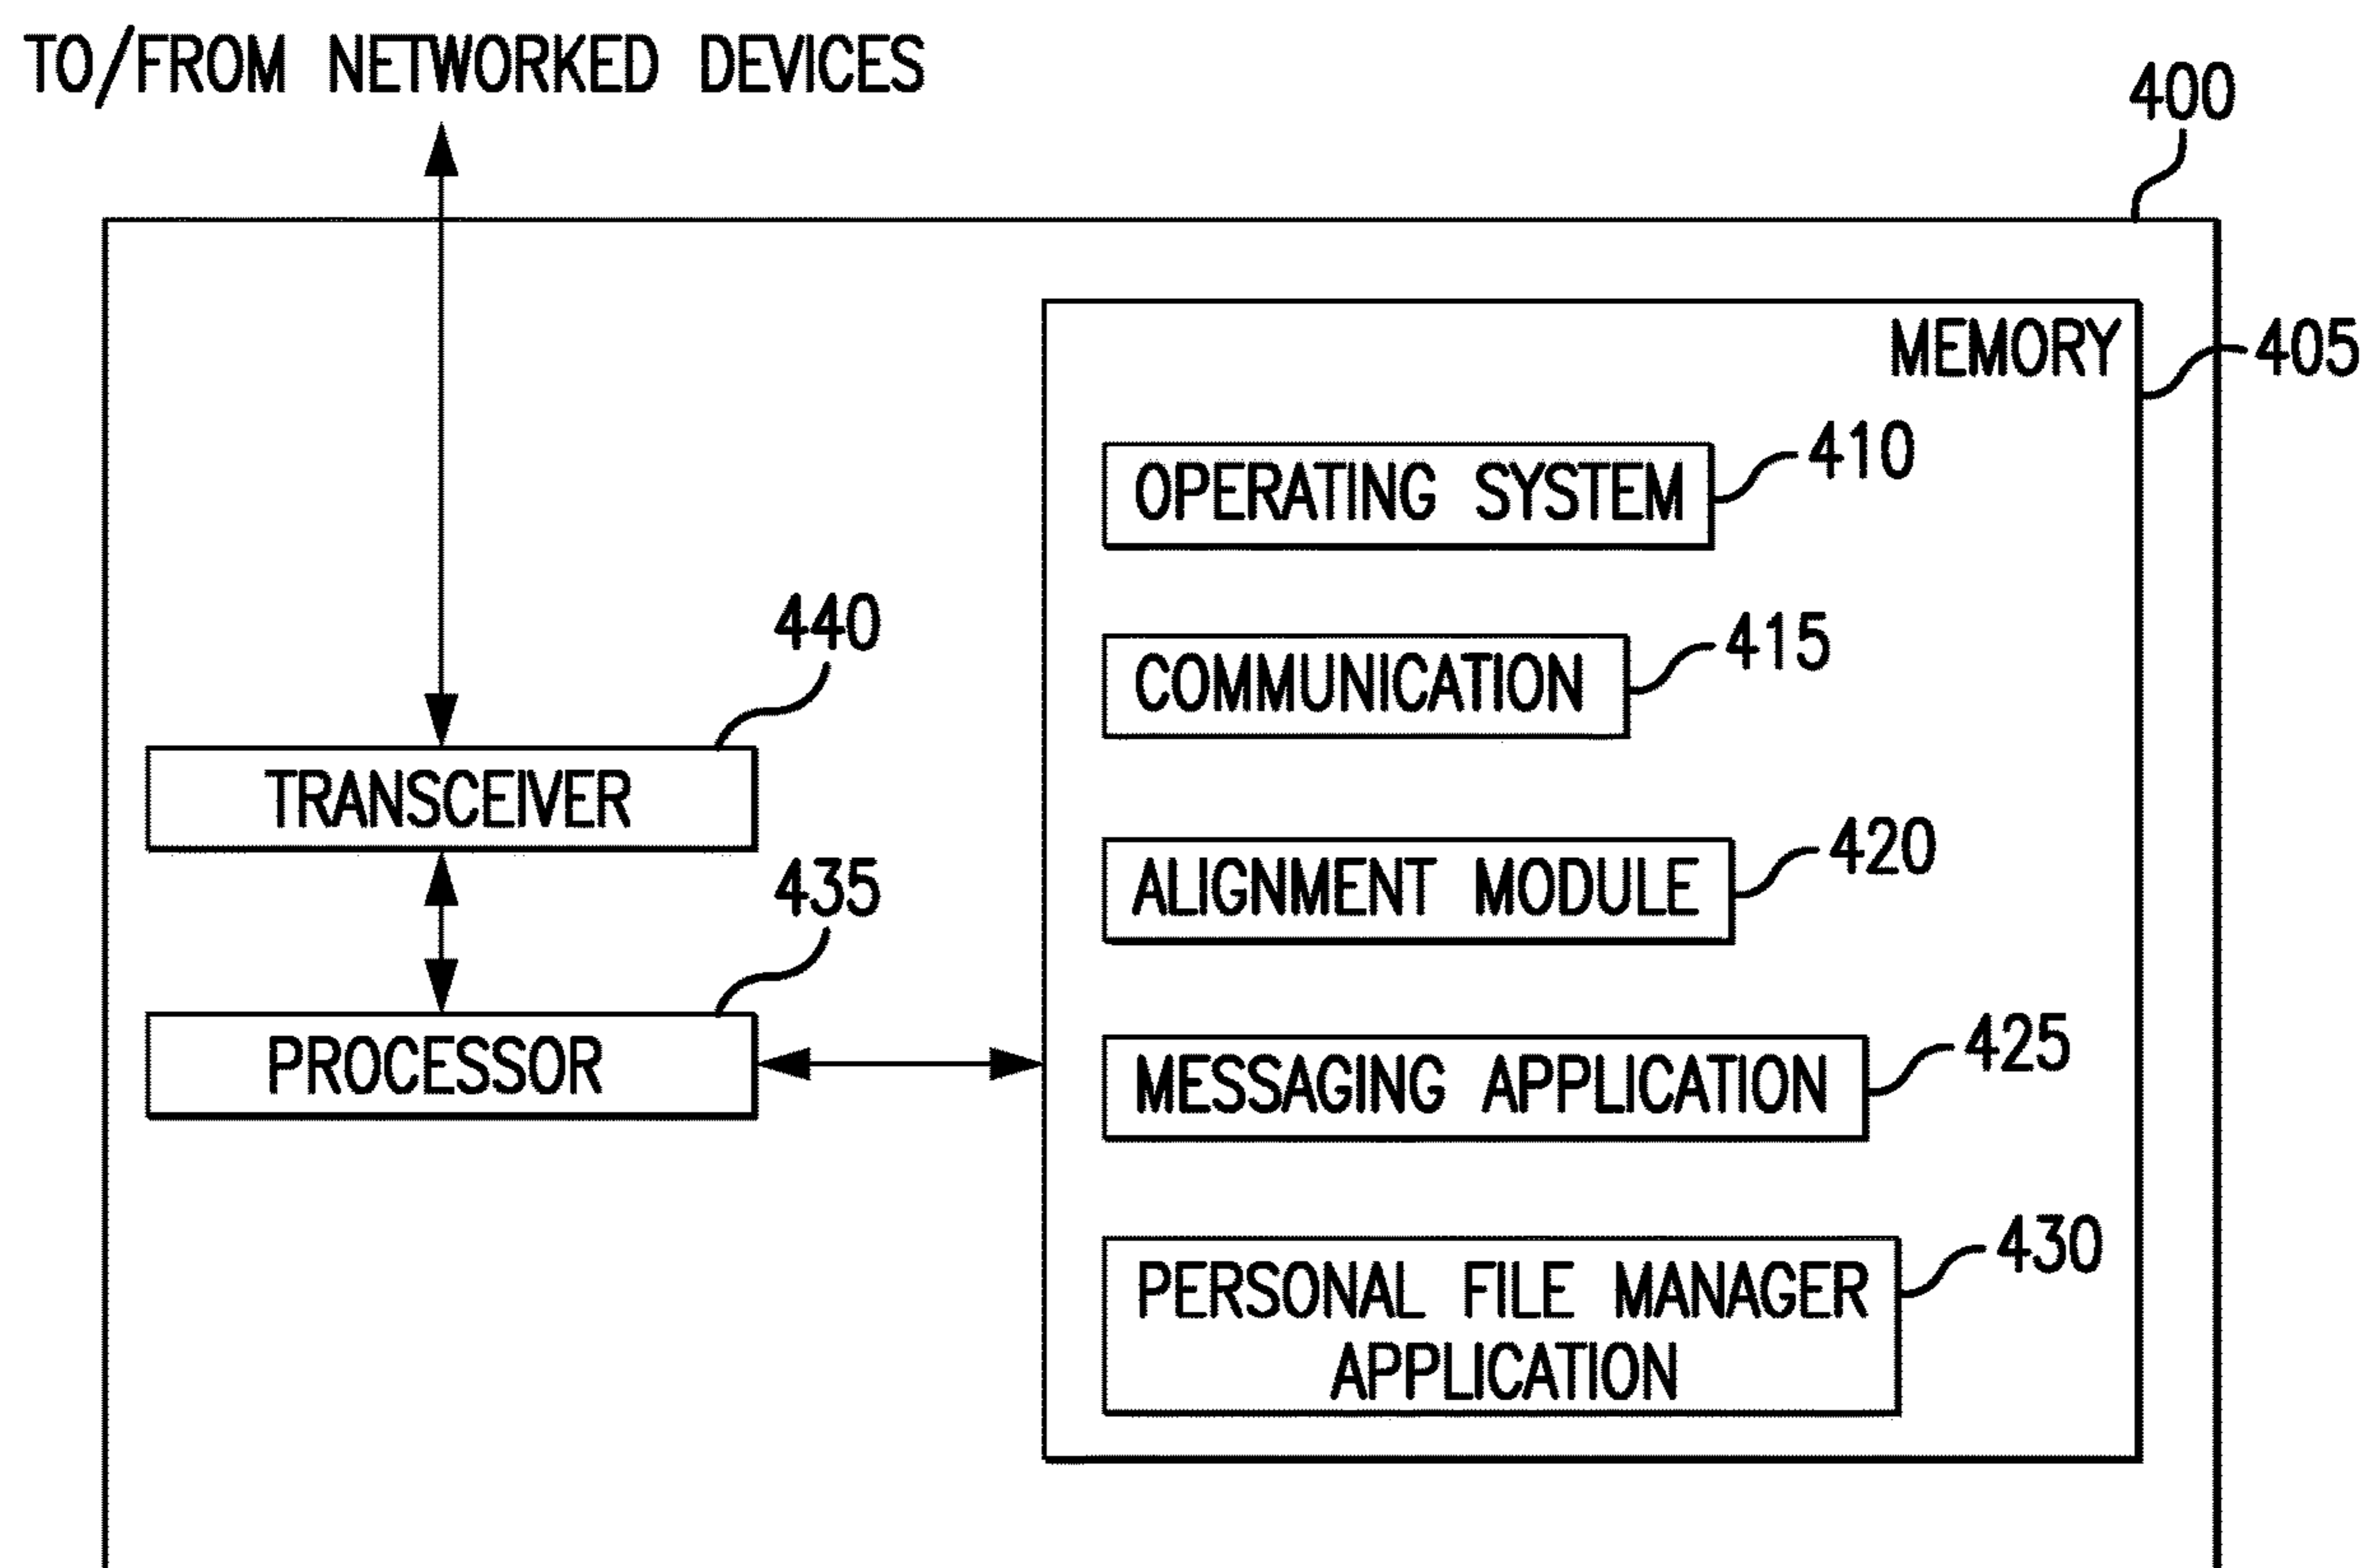 TO/FROM NETWORKED DEVICES
400
MEMORY
405
OPERATING SYSTEM
410
COMMUNICATION
415
440
TRANSCEIVER
ALIGNMENT MODULE
420
435
PROCESSOR
MESSAGING APPLICATION
425
PERSONAL FILE MANAGER
APPLICATION
430